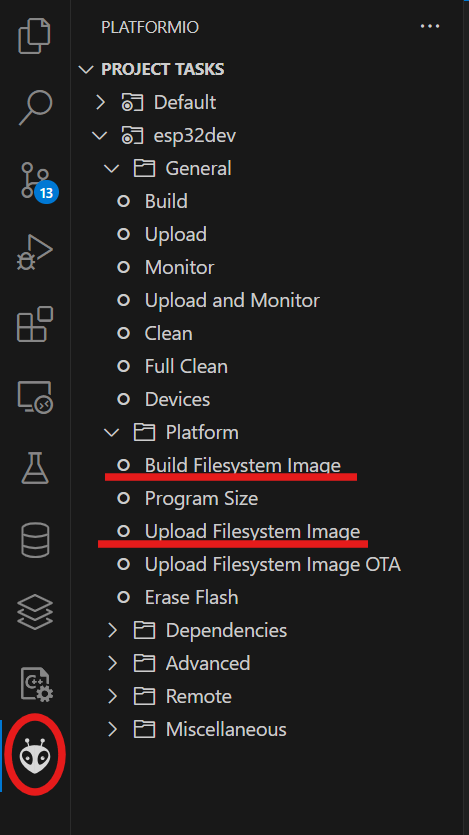 PLATFORMIO
PROJECT TASKS
Default
esp32dev
General
Build
Upload
13
Monitor
Upload and Monitor
Clean
Full Clean
Devices
Platform
Build Filesystem Image
Program Size
Upload Filesystem Image
Upload Filesystem Image OTA
Erase Flash
Dependencies
Advanced
Remote
Miscellaneous